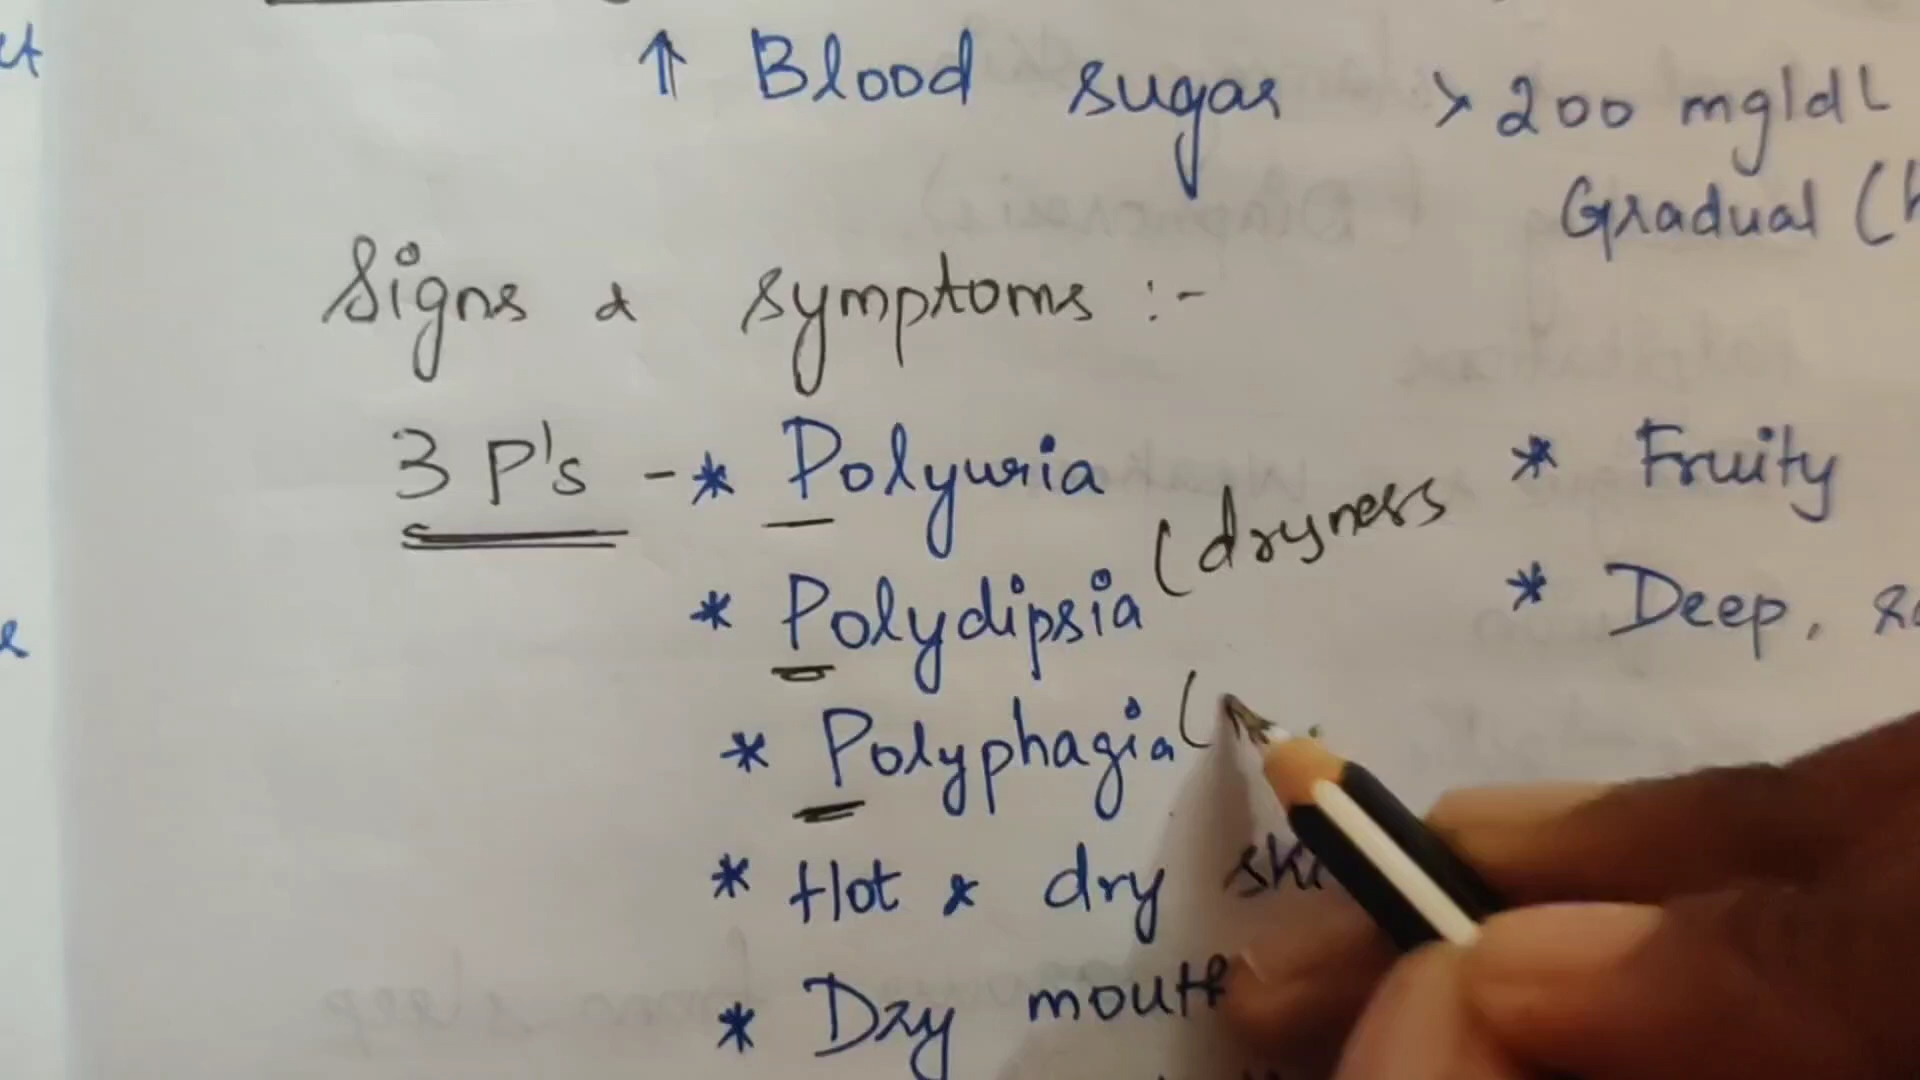 ↑ Blood sugar > 200 mg/dL
Gradual (
Signs & symptoms :-
3 P's - * Polyuria
* Polydipsia (dryness
* Polyphagia (
* Hot & dry
* Dry mouth
* Fruity
* Deep,